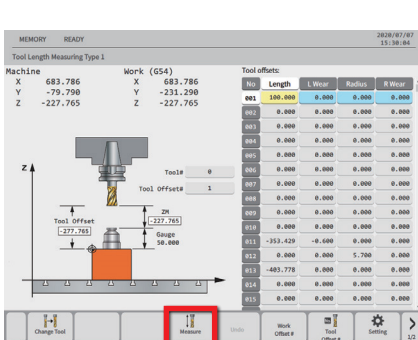 MEMORY READY 2020/07/07
15:30:04
Tool Length Measuring Type 1
Machine Work (G54) Tool offsets:
X 683.786 X 683.786
Y -79.790 Y -231.290
Z -227.765 Z -227.765
No Length L Wear Radius R Wear
001 100.000 0.000 0.000 0.000
002 0.000 0.000 0.000 0.000
003 0.000 0.000 0.000 0.000
004 0.000 0.000 0.000 0.000
005 0.000 0.000 0.000 0.000
006 0.000 0.000 0.000 0.000
007 0.000 0.000 0.000 0.000
008 0.000 0.000 0.000 0.000
009 0.000 0.000 0.000 0.000
010 0.000 0.000 0.000 0.000
011 -353.429 -0.600 0.000 0.000
012 0.000 0.000 5.700 0.000
013 -403.778 0.000 0.000 0.000
014 0.000 0.000 0.000 0.000
015 0.000 0.000 0.000 0.000
Z
Tool# 0
Tool Offset# 1
Tool Offset
-277.765
ZM
-227.765
Gauge
50.000
Change Tool
Measure
Undo
Work
Offset #
Tool
Offset #
Setting
1/2